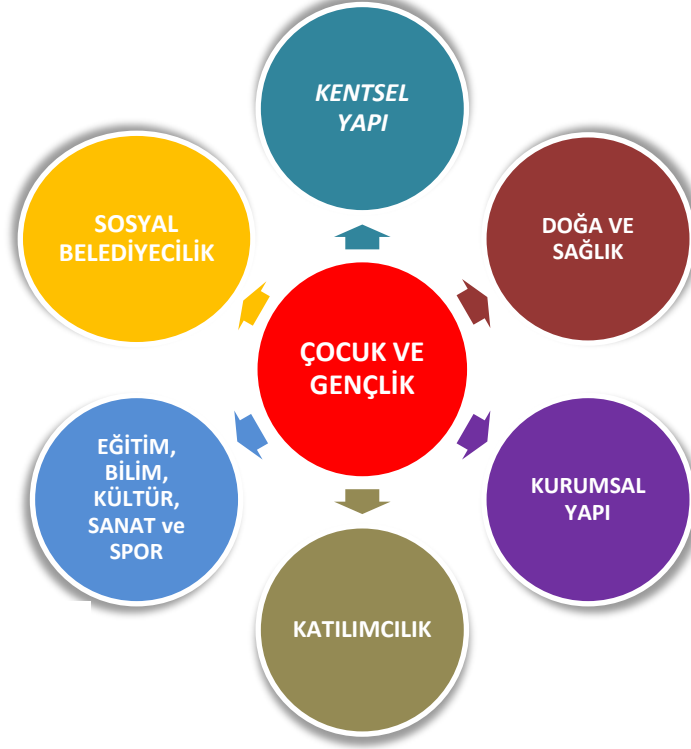 KENTSEL
YAPI
SOSYAL
BELEDİYECİLİK
DOĞA VE
SAĞLIK
ÇOCUK VE
GENÇLİK
EĞİTİM,
BİLİM,
KÜLTÜR,
SANAT ve
SPOR
KURUMSAL
YAPI
KATILIMCILIK